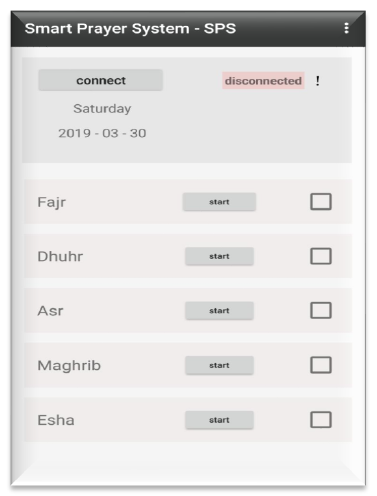 Smart Prayer System - SPS
connect disconnected !
Saturday
2019 - 03 - 30
Fajr start
Dhuhr start
Asr start
Maghrib start
Esha start